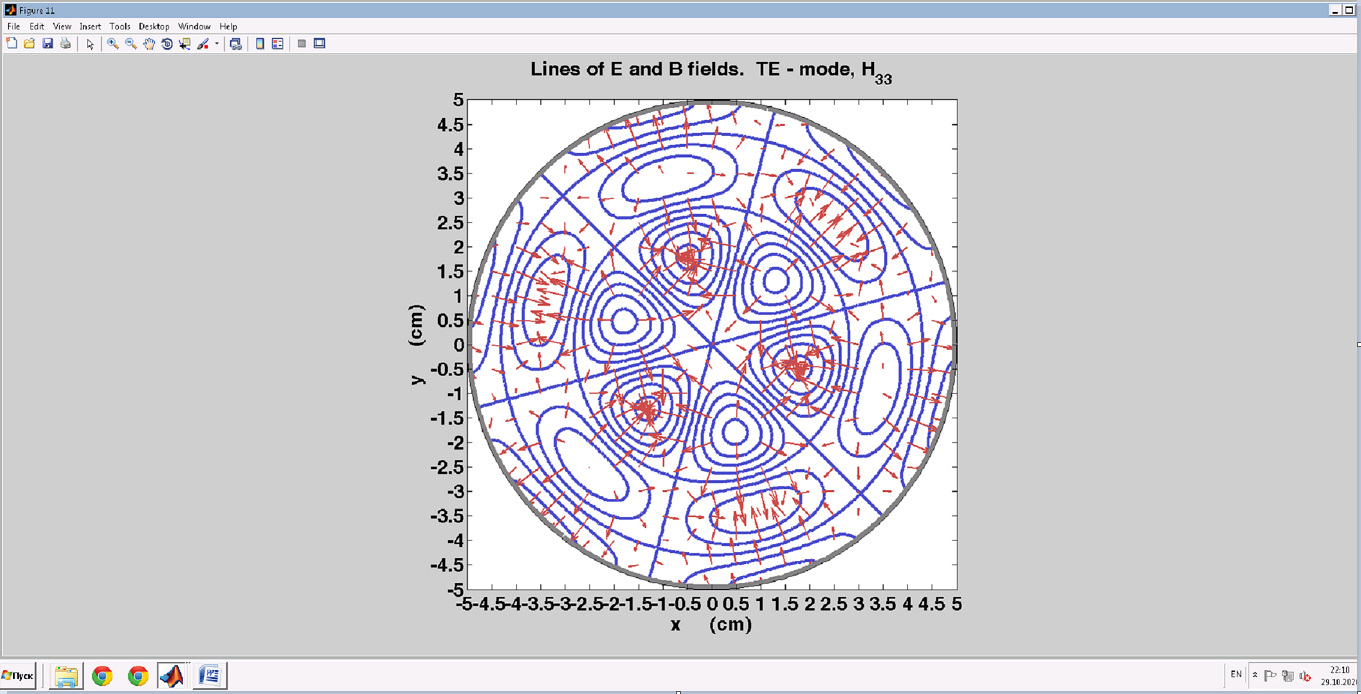 Figure 11
File Edit View Insert Tools Desktop Window Help
Lines of E and B fields. TE - mode, H33
5
4.5
4
3.5
3
2.5
2
1.5
1
0.5
0
-0.5
-1
-1.5
-2
-2.5
-3
-3.5
-4
-4.5
-5
y (cm)
-5-4.5-4-3.5-3-2.5-2-1.5-1-0.5 0 0.5 1 1.5 2 2.5 3 3.5 4 4.5 5
x (cm)
Пуск
EN
22:10